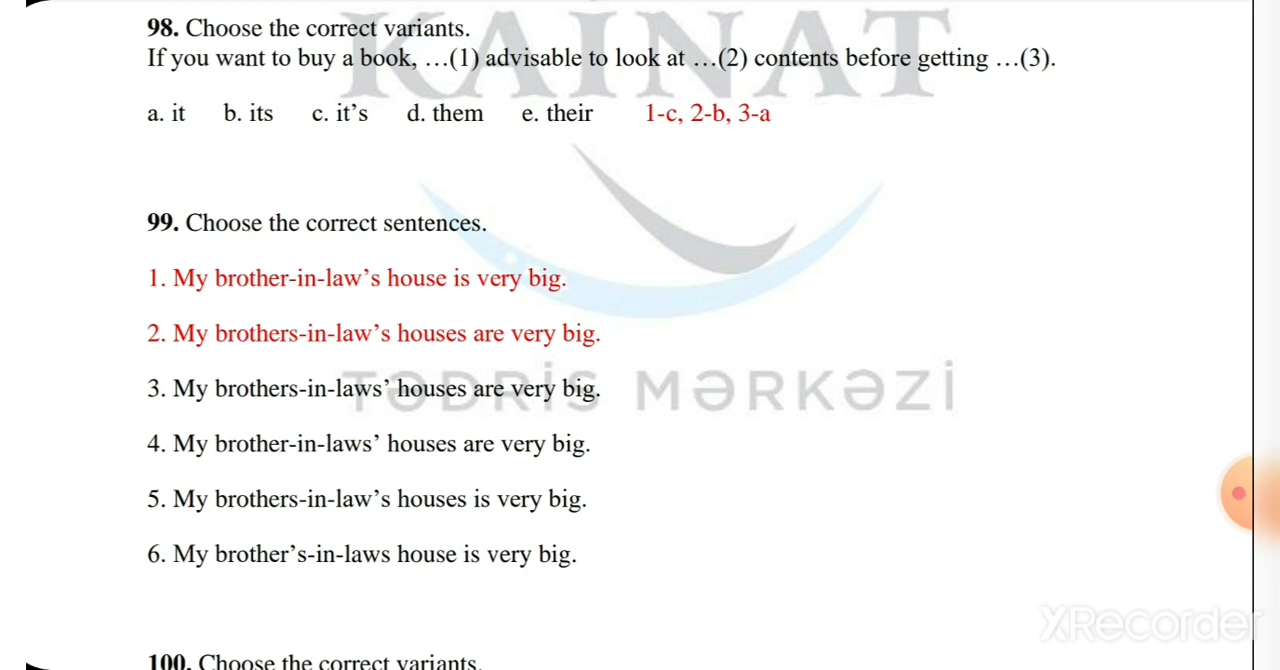 KAINAT
98. Choose the correct variants.
If you want to buy a book, …(1) advisable to look at …(2) contents before getting …(3).
a. it b. its c. it’s d. them e. their 1-c, 2-b, 3-a
99. Choose the correct sentences.
1. My brother-in-law’s house is very big.
2. My brothers-in-law’s houses are very big.
TƏDRİS MƏRKƏZİ
3. My brothers-in-laws’ houses are very big.
4. My brother-in-laws’ houses are very big.
5. My brothers-in-law’s houses is very big.
6. My brother’s-in-laws house is very big.
XRecorder
100. Choose the correct variants.